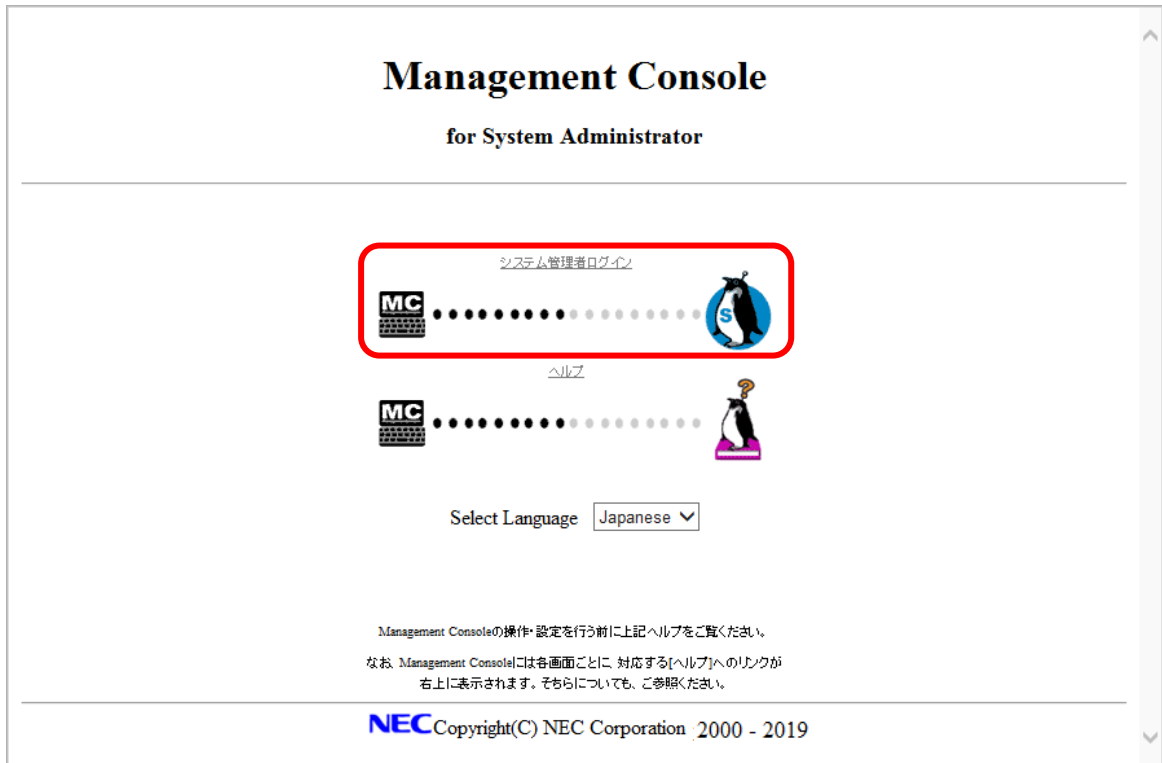 Management Console
for System Administrator
システム管理者ログイン
MC
S
ヘルプ
MC
?
Select Language Japanese
Management Consoleの操作・設定を行う前に上記ヘルプをご覧ください。
なお、Management Consoleには各画面ごとに、対応する[ヘルプ]へのリンクが
右上に表示されます。そちらについても、ご参照ください。
NEC Copyright(C) NEC Corporation 2000 - 2019